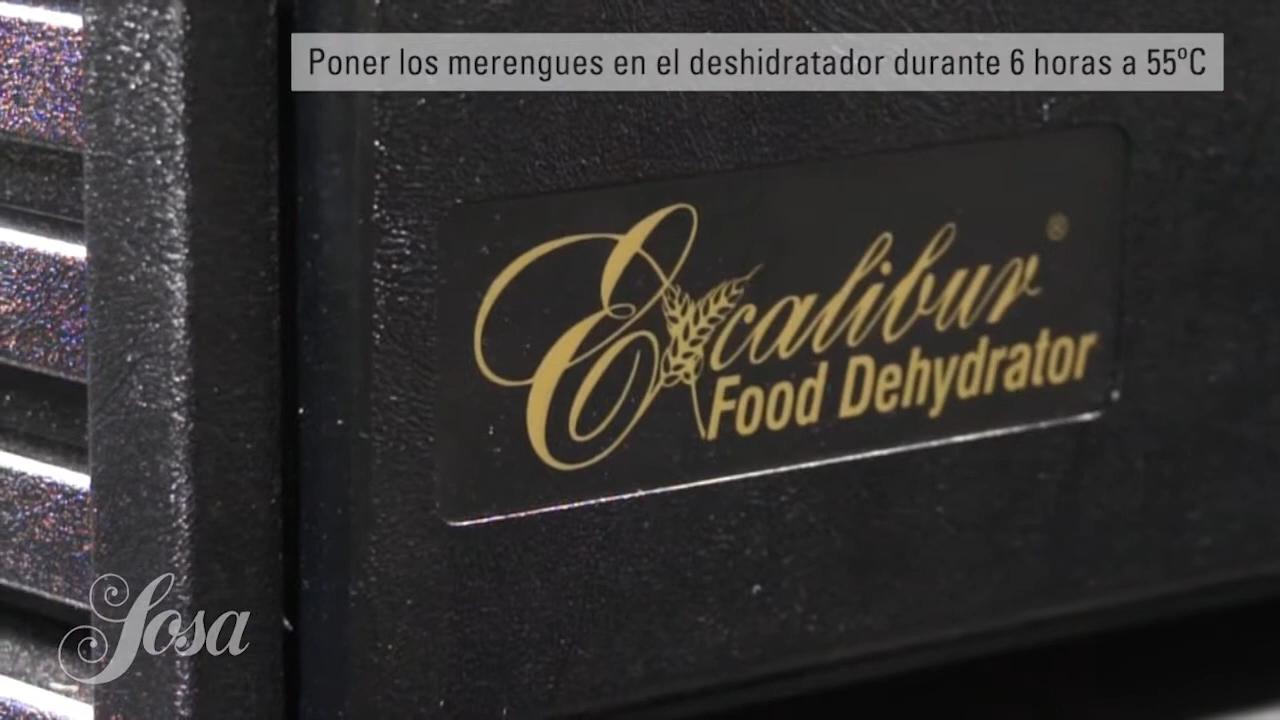 Poner los merengues en el deshidratador durante 6 horas a 55ºC
Excalibur®
Food Dehydrator
Sosa